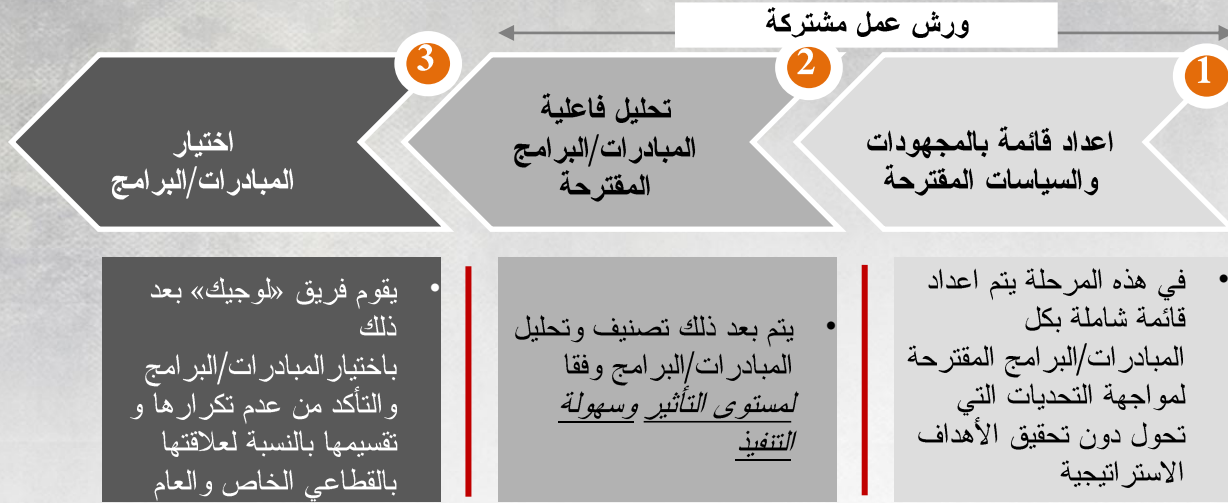 ورش عمل مشتركة
1
اعداد قائمة بالمجهودات
والسياسات المقترحة
2
تحليل فاعلية
المبادرات/البرامج
المقترحة
3
اختيار
المبادرات/البرامج
• في هذه المرحلة يتم اعداد
قائمة شاملة بكل
المبادرات/البرامج المقترحة
لمواجهة التحديات التي
تحول دون تحقيق الأهداف
الاستراتيجية
• يتم بعد ذلك تصنيف وتحليل
المبادرات/البرامج وفقا
لمستوى التأثير وسهولة
التنفيذ
• يقوم فريق «لوجيك» بعد
ذلك
باختيار المبادرات/البرامج
والتأكد من عدم تكرارها و
تقسيمها بالنسبة لعلاقتها
بالقطاعي الخاص والعام